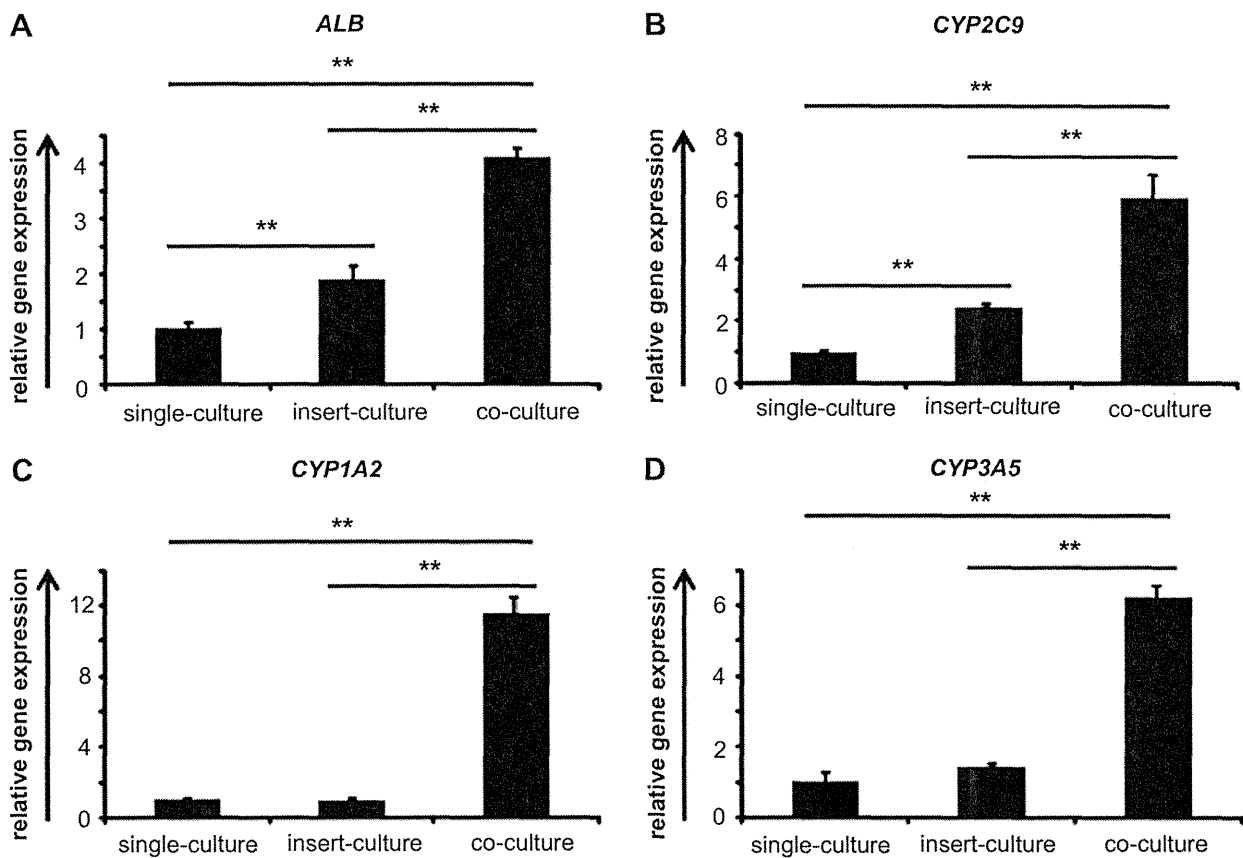 A
ALB
**
**
**
relative gene expression
4
3
2
1
0
single-culture
insert-culture
co-culture
B
CYP2C9
**
**
**
relative gene expression
8
6
4
2
0
single-culture
insert-culture
co-culture
C
CYP1A2
**
**
relative gene expression
12
8
4
0
single-culture
insert-culture
co-culture
D
CYP3A5
**
**
relative gene expression
6
4
2
0
single-culture
insert-culture
co-culture